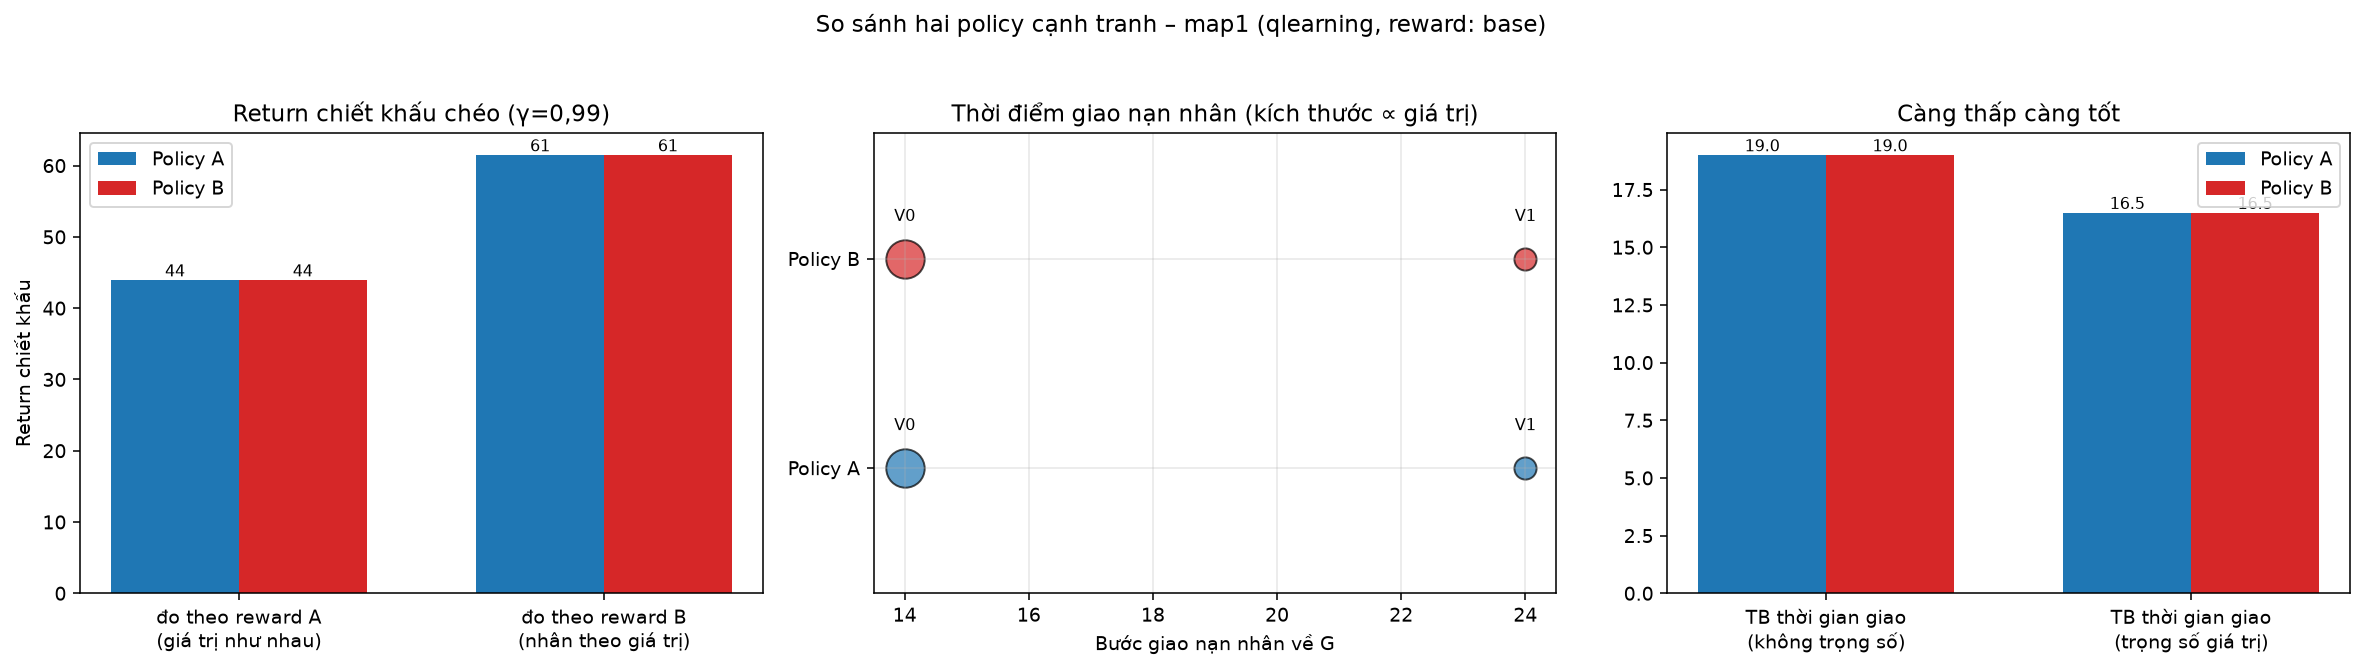 So sánh hai policy cạnh tranh – map1 (qlearning, reward: base)
Return chiết khấu chéo (γ=0,99)
Return chiết khấu
60
50
40
30
20
10
0
Policy A
Policy B
44
44
61
61
đo theo reward A
(giá trị như nhau)
đo theo reward B
(nhân theo giá trị)
Thời điểm giao nạn nhân (kích thước ∝ giá trị)
Policy B
Policy A
V0
V1
V0
V1
14
16
18
20
22
24
Bước giao nạn nhân về G
Càng thấp càng tốt
17.5
15.0
12.5
10.0
7.5
5.0
2.5
0.0
19.0
19.0
16.5
16.5
Policy A
Policy B
TB thời gian giao
(không trọng số)
TB thời gian giao
(trọng số giá trị)